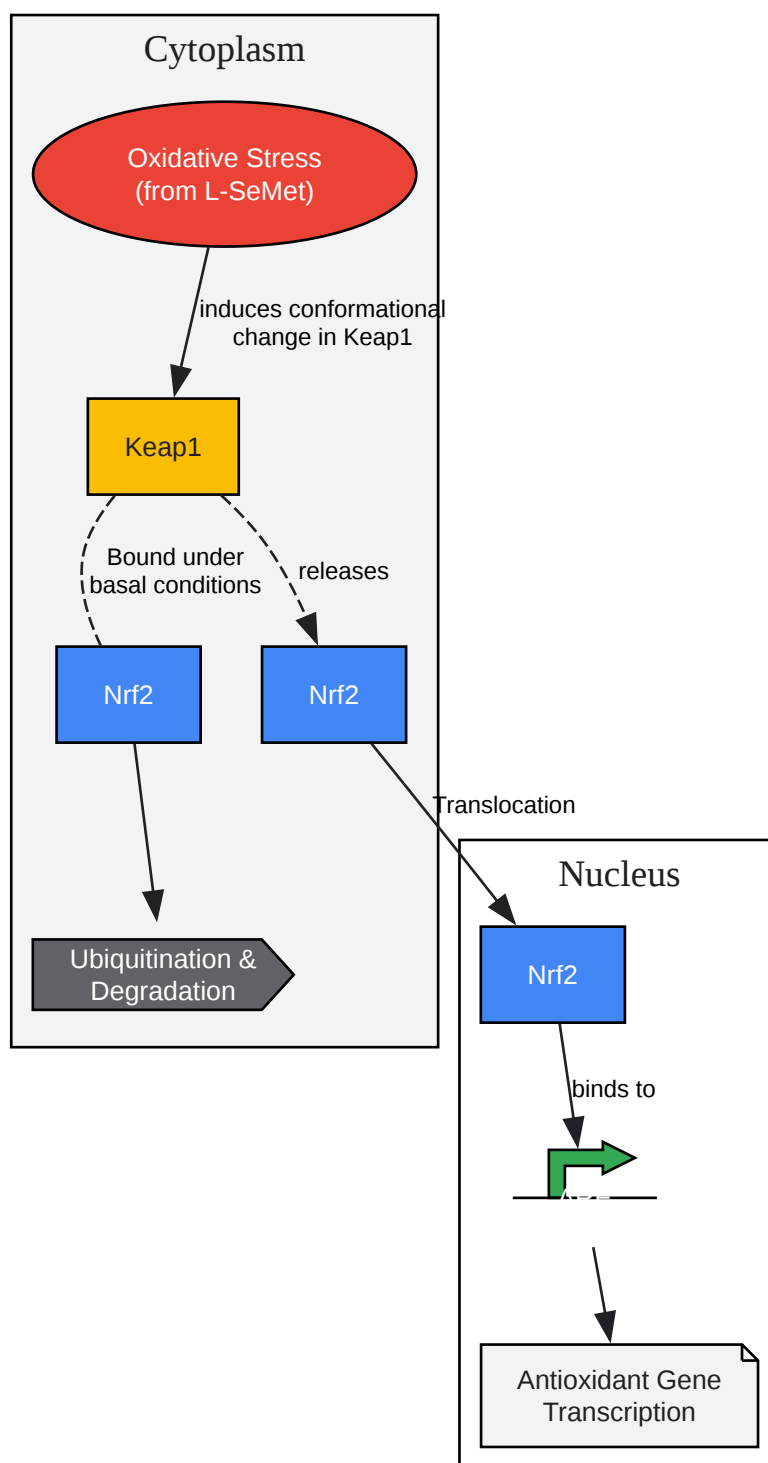 Cytoplasm
Oxidative Stress
(from L-SeMet)
induces conformational
change in Keap1
Keap1
Bound under
basal conditions
releases
Nrf2
Nrf2
Ubiquitination &
Degradation
Translocation
Nucleus
Nrf2
binds to
Antioxidant Gene
Transcription